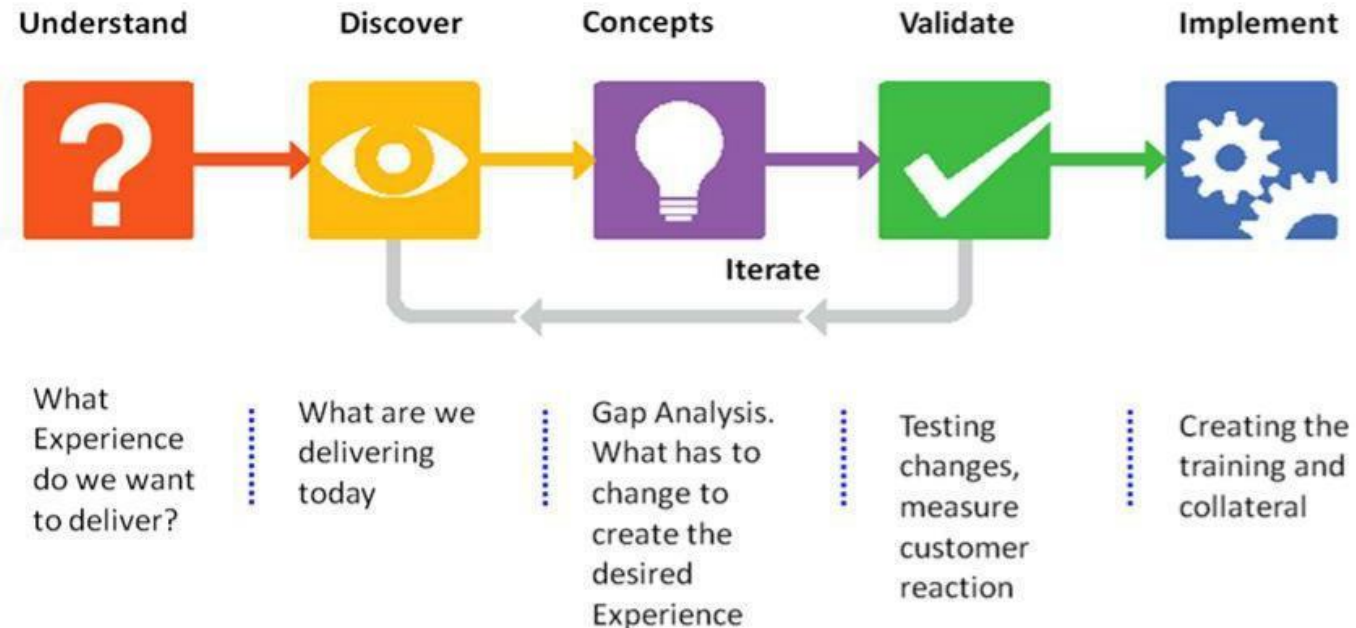 Understand
Discover
Concepts
Validate
Implement
?
Iterate
What
Experience
do we want
to deliver?
What are we
delivering
today
Gap Analysis.
What has to
change to
create the
desired
Experience
Testing
changes,
measure
customer
reaction
Creating the
training and
collateral